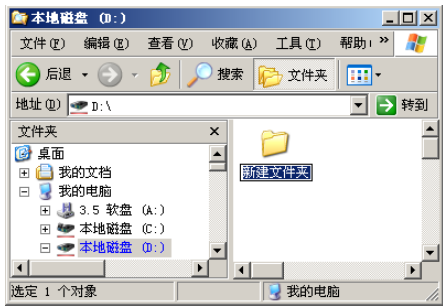 本地磁盘 (D:)
文件(F) 编辑(E) 查看(V) 收藏(A) 工具(T) 帮助 »
后退 搜索 文件夹
地址(D) D:\ 转到
文件夹 ×
桌面
我的文档
我的电脑
3.5 软盘 (A:)
本地磁盘 (C:)
本地磁盘 (D:)
新建文件夹
选定 1 个对象 我的电脑